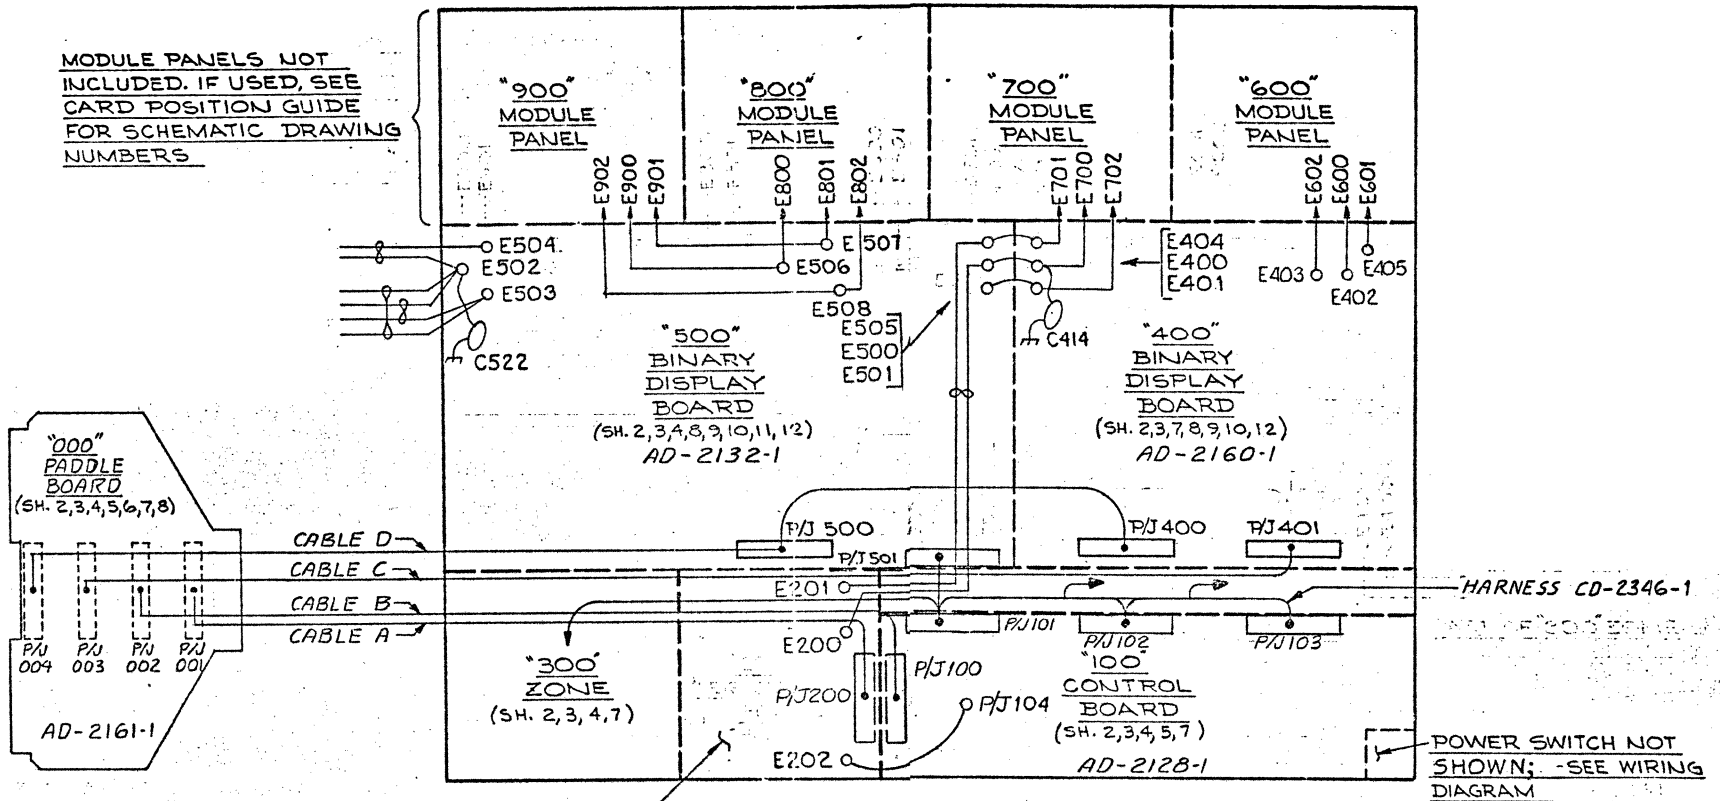 MODULE PANELS NOT
INCLUDED. IF USED, SEE
CARD POSITION GUIDE
FOR SCHEMATIC DRAWING
NUMBERS
"900"
MODULE
PANEL
"800"
MODULE
PANEL
"700"
MODULE
PANEL
"600"
MODULE
PANEL
E902
E900
E901
E800
E801
E802
E701
E700
E702
E602
E600
E601
E504
E502
E503
C522
E507
E506
E508
E505
E500
E501
E404
E400
E401
C414
E403
E402
E405
"500"
BINARY
DISPLAY
BOARD
(SH. 2,3,4,8,9,10,11,12)
AD-2132-1
"400"
BINARY
DISPLAY
BOARD
(SH. 2,3,7,8,9,10,12)
AD-2160-1
"000"
PADDLE
BOARD
(SH. 2,3,4,5,6,7,8)
P/J
004
P/J
003
P/J
002
P/J
001
AD-2161-1
CABLE D
CABLE C
CABLE B
CABLE A
P/J 500
P/J501
P/J400
P/J401
E201
E200
HARNESS CD-2346-1
P/J101
P/J102
P/J103
"300"
ZONE
(SH. 2,3,4,7)
P/J200
P/J100
P/J104
E202
"100"
CONTROL
BOARD
(SH. 2,3,4,5,7)
AD-2128-1
POWER SWITCH NOT
SHOWN; -SEE WIRING
DIAGRAM